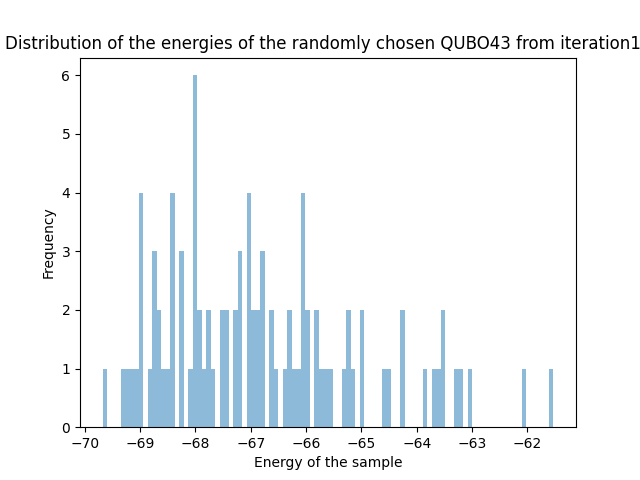 Distribution of the energies of the randomly chosen QUBO43 from iteration1
6
5
4
3
2
1
0
Frequency
−70 −69 −68 −67 −66 −65 −64 −63 −62
Energy of the sample